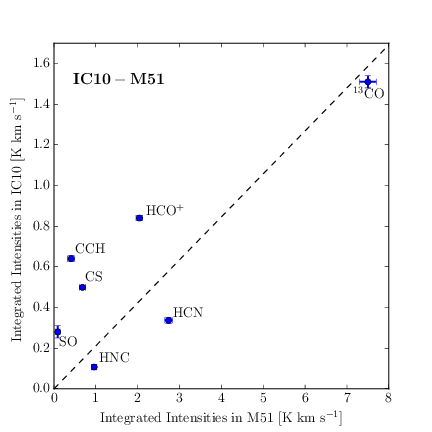 IC10 − M51
¹³CO
HCO⁺
CCH
CS
HCN
SO
HNC
1.6
1.4
1.2
1.0
0.8
0.6
0.4
0.2
0.0
0 1 2 3 4 5 6 7 8
Integrated Intensities in IC10 [K km s⁻¹]
Integrated Intensities in M51 [K km s⁻¹]